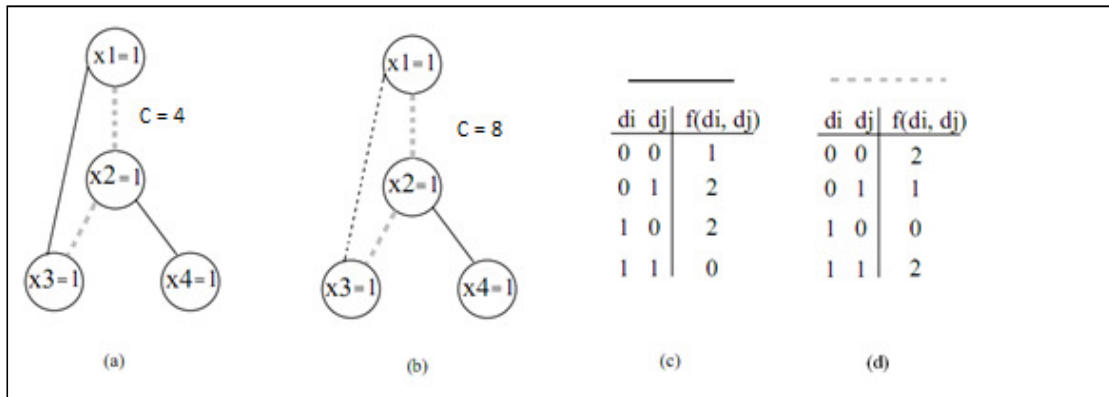 x1=1
C = 4
x2=1
x3=1
x4=1
(a)
x1=1
C = 8
x2=1
x3=1
x4=1
(b)
di dj f(di, dj)
0 0 1
0 1 2
1 0 2
1 1 0
(c)
di dj f(di, dj)
0 0 2
0 1 1
1 0 0
1 1 2
(d)